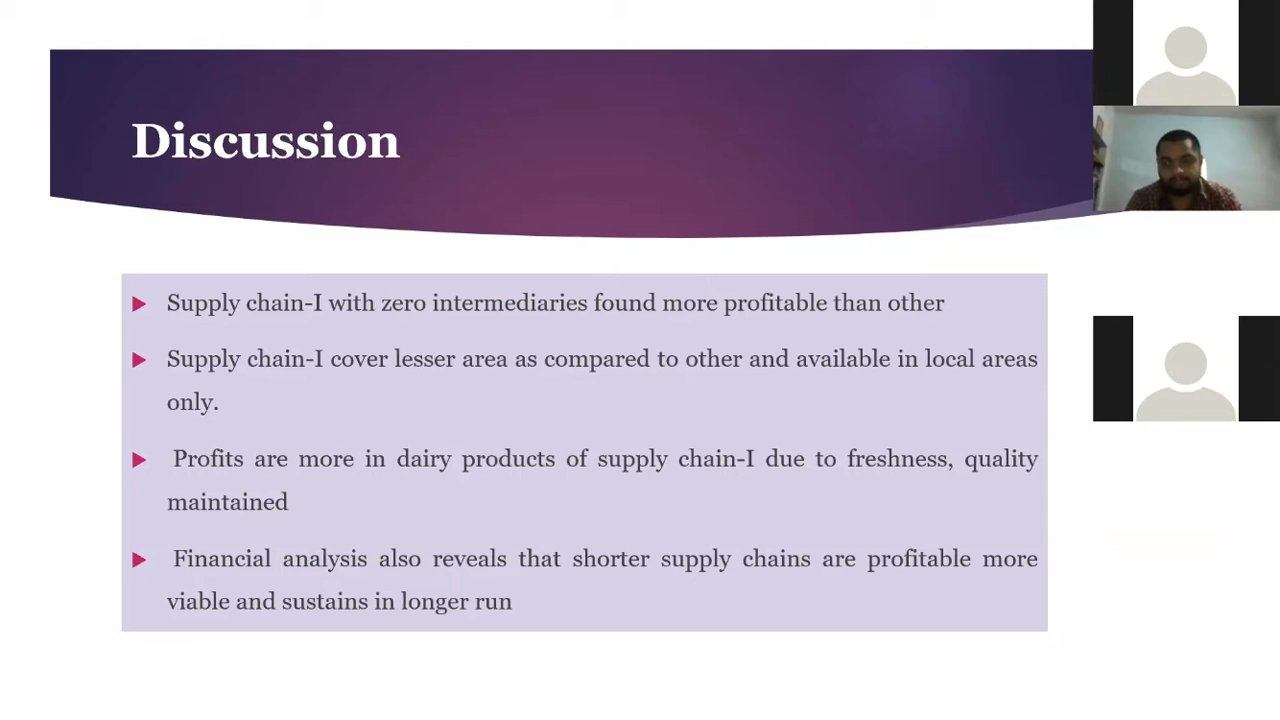 Discussion
Supply chain-I with zero intermediaries found more profitable than other
Supply chain-I cover lesser area as compared to other and available in local areas
only.
Profits are more in dairy products of supply chain-I due to freshness, quality
maintained
Financial analysis also reveals that shorter supply chains are profitable more
viable and sustains in longer run